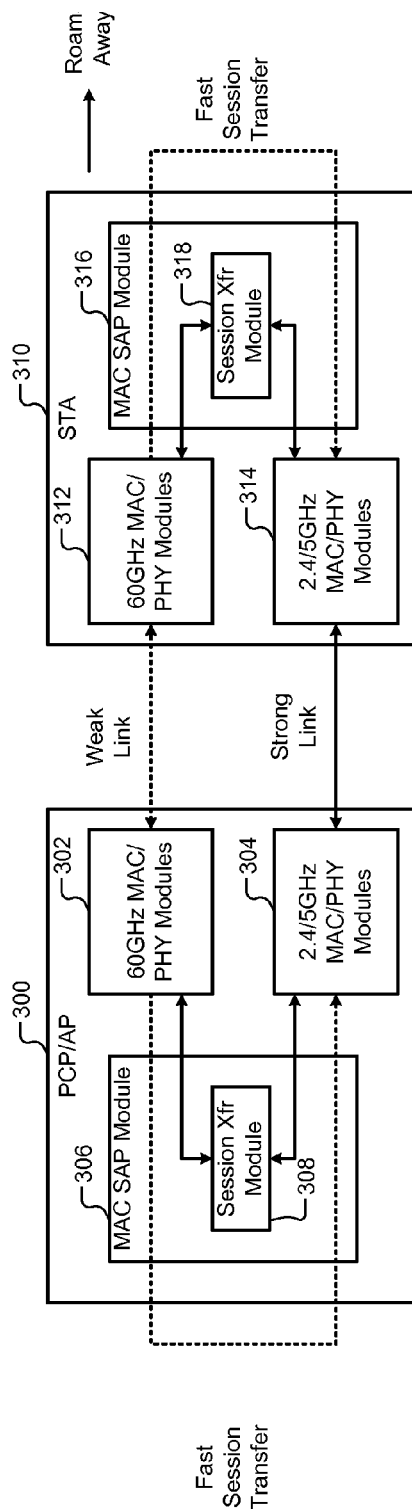 Fast
Session
Transfer
300
PCP/AP
306
MAC SAP Module
Session Xfr
Module
308
302
60GHz MAC/
PHY Modules
304
2.4/5GHz
MAC/PHY
Modules
Weak
Link
Strong
Link
310
STA
312
60GHz MAC/
PHY Modules
314
2.4/5GHz
MAC/PHY
Modules
316
MAC SAP Module
318
Session Xfr
Module
Roam
Away
Fast
Session
Transfer